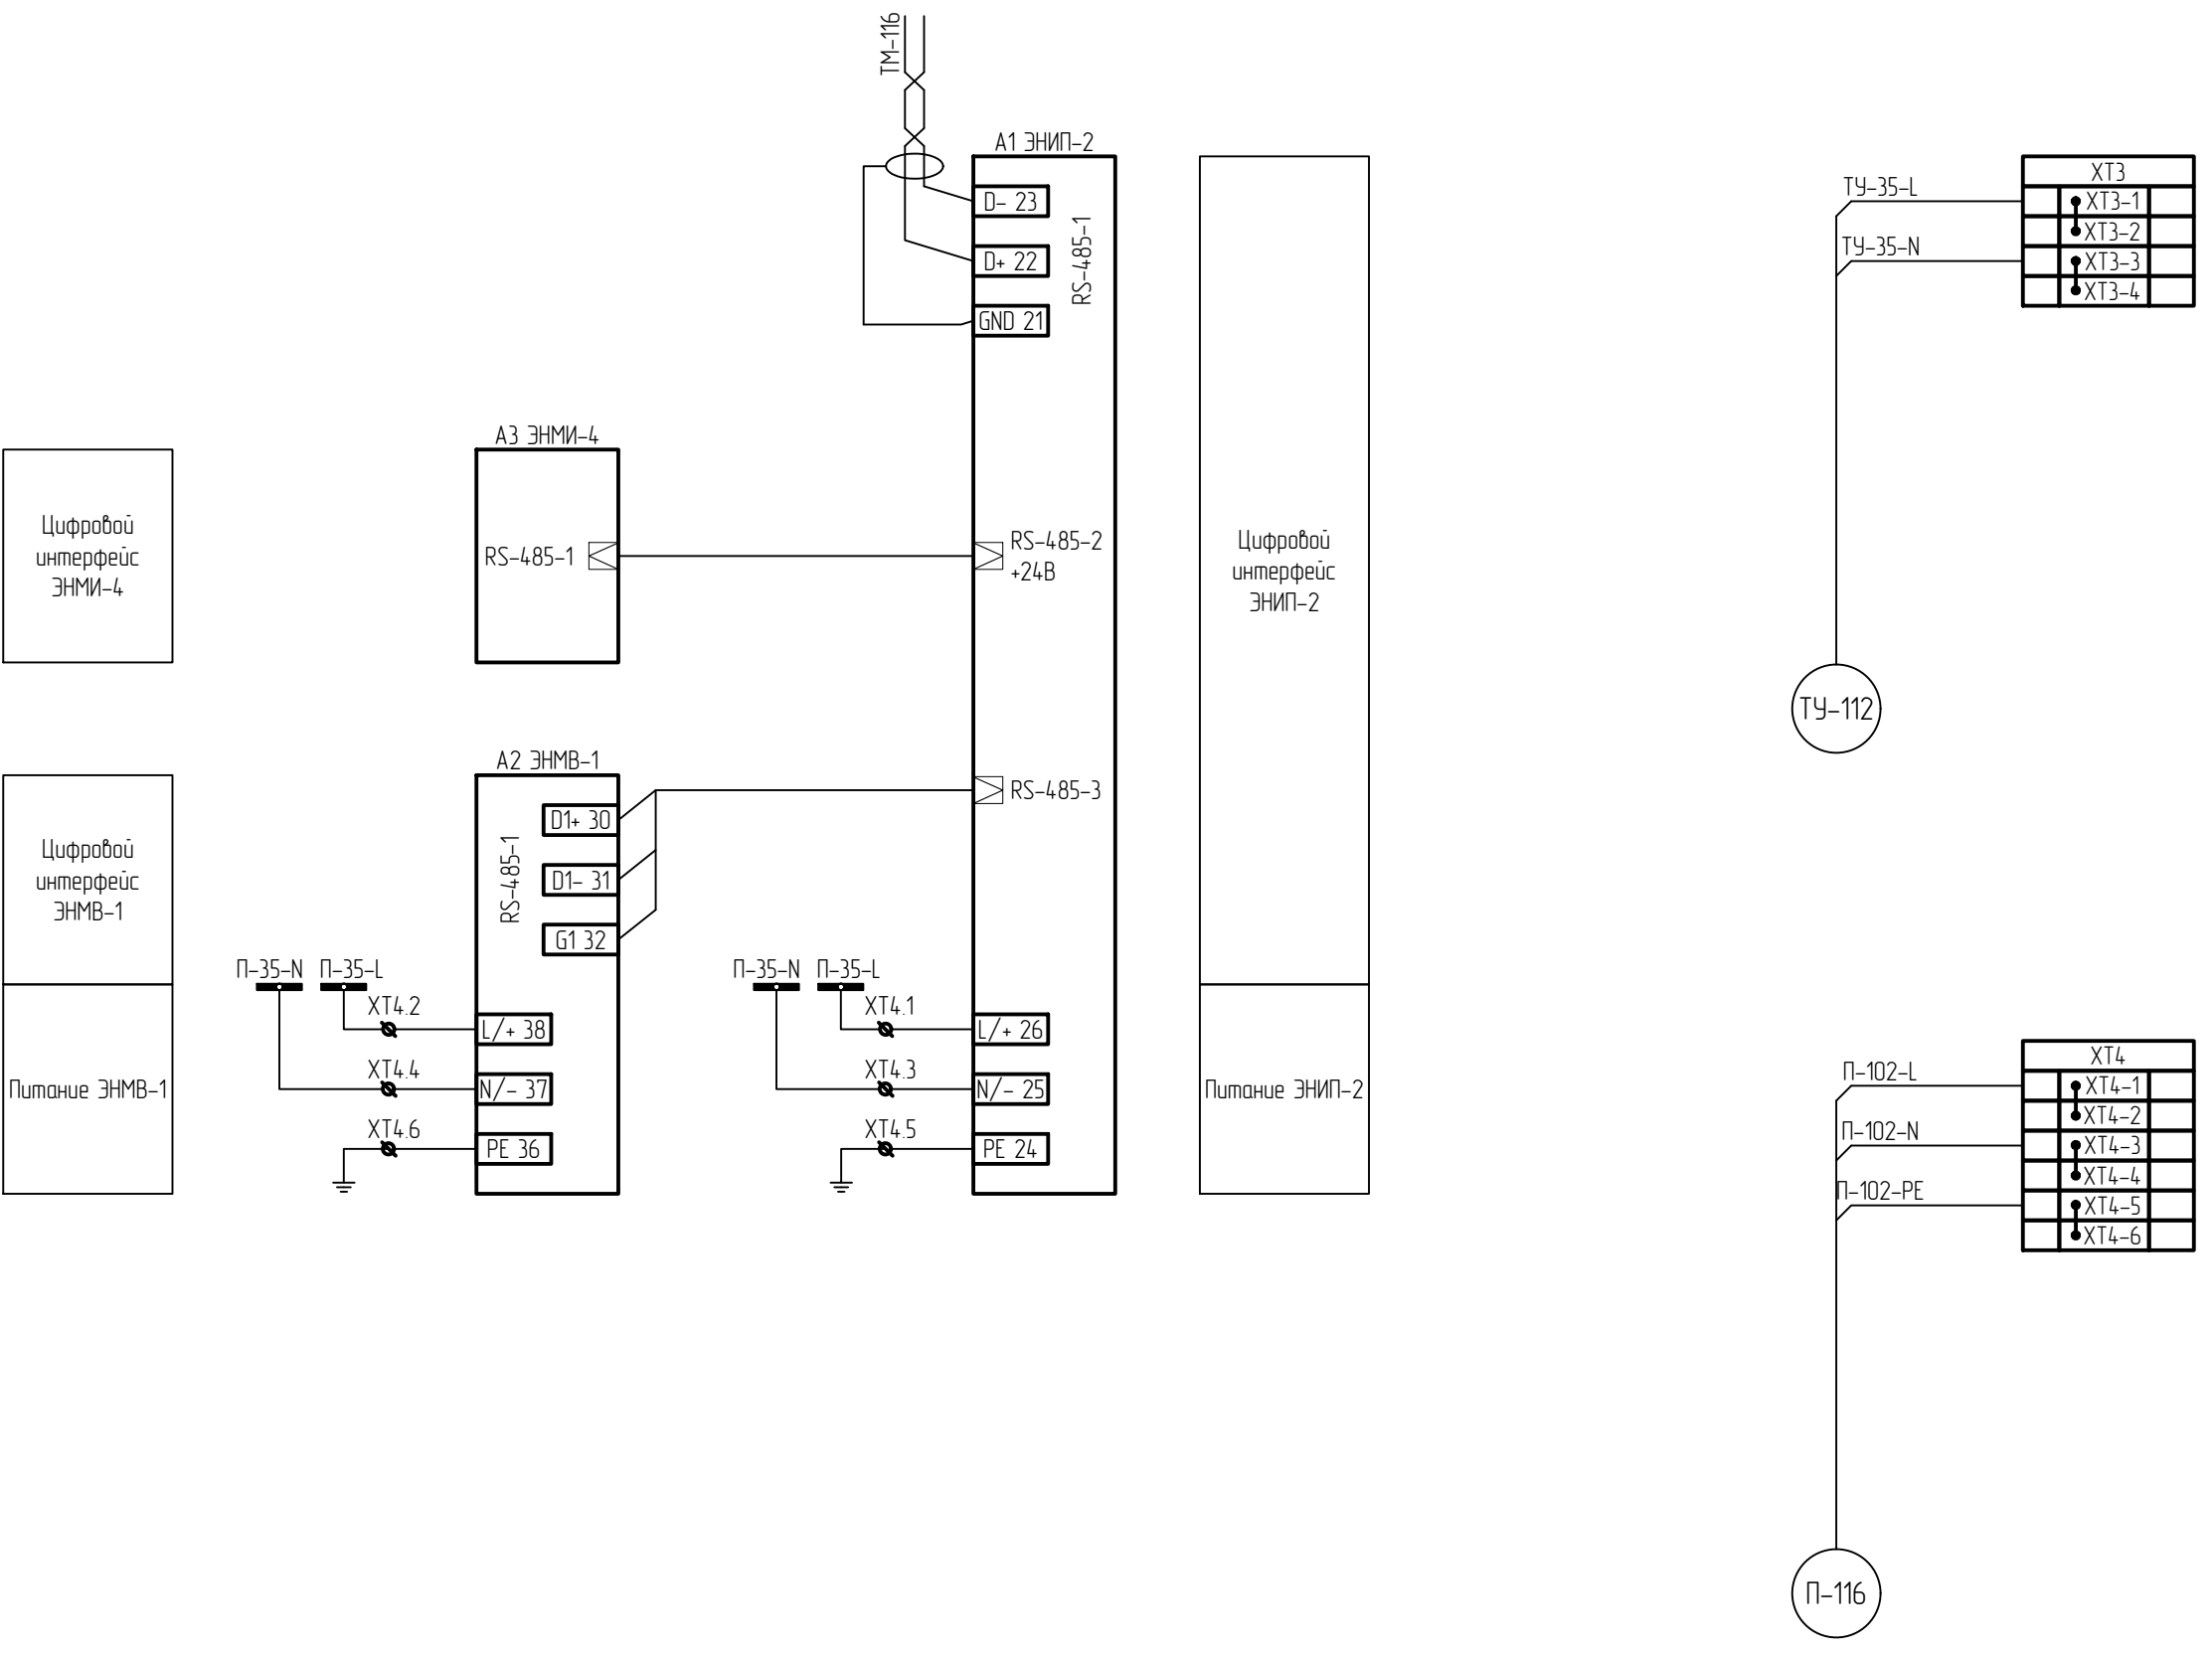 ТМ-116
А1 ЭНИП-2
D- 23
D+ 22
GND 21
RS-485-1
RS-485-2
+24В
RS-485-3
L/+ 26
N/- 25
PE 24
А3 ЭНМИ-4
RS-485-1
Цифровой
интерфейс
ЭНМИ-4
А2 ЭНМВ-1
D1+ 30
D1- 31
G1 32
RS-485-1
L/+ 38
N/- 37
PE 36
Цифровой
интерфейс
ЭНМВ-1
Питание ЭНМВ-1
П-35-N П-35-L
ХТ4.2
ХТ4.4
ХТ4.6
П-35-N П-35-L
ХТ4.1
ХТ4.3
ХТ4.5
Цифровой
интерфейс
ЭНИП-2
Питание ЭНИП-2
ТУ-35-L
ТУ-35-N
ТУ-112
ХТ3
ХТ3-1
ХТ3-2
ХТ3-3
ХТ3-4
П-102-L
П-102-N
П-102-РЕ
П-116
ХТ4
ХТ4-1
ХТ4-2
ХТ4-3
ХТ4-4
ХТ4-5
ХТ4-6